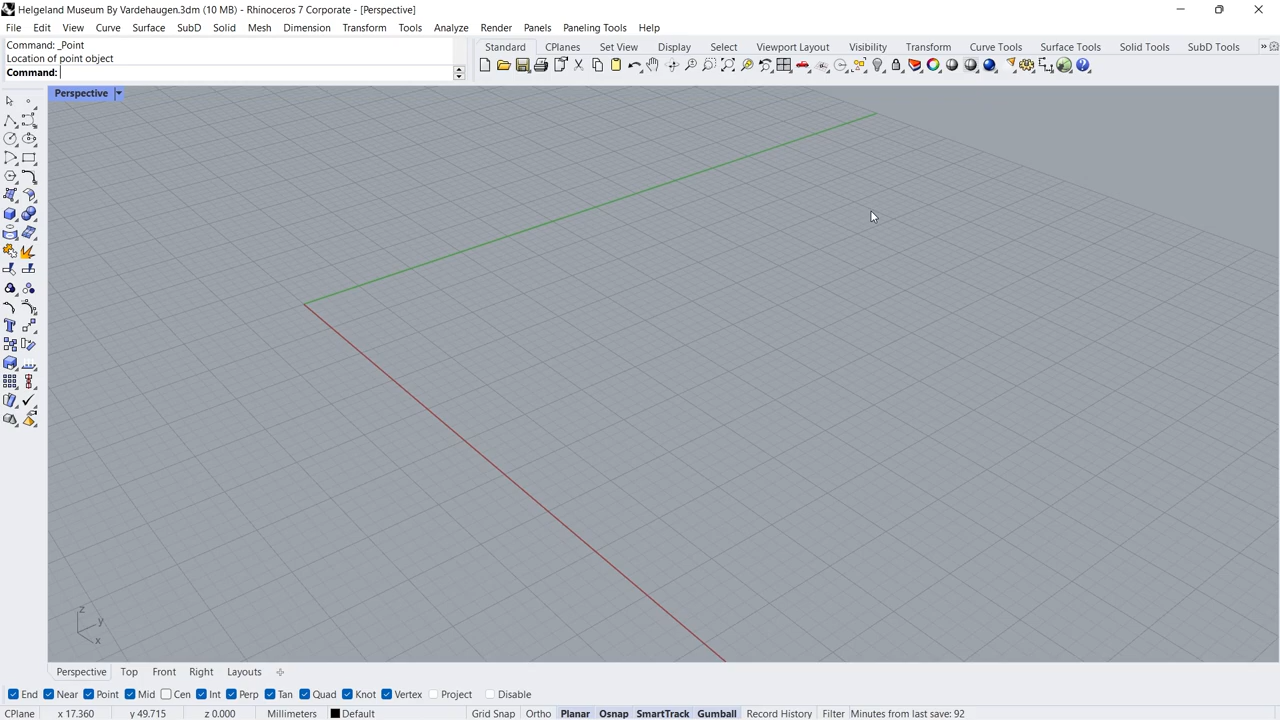 Helgeland Museum By Vardehaugen.3dm (10 MB) - Rhinoceros 7 Corporate - [Perspective]
File Edit View Curve Surface SubD Solid Mesh Dimension Transform Tools Analyze Render Panels Paneling Tools Help
Command: _Point
Location of point object
Command:
Standard CPlanes Set View Display Select Viewport Layout Visibility Transform Curve Tools Surface Tools Solid Tools SubD Tools »
Perspective
z
y
x
Perspective Top Front Right Layouts
End Near Point Mid Cen Int Perp Tan Quad Knot Vertex Project Disable
CPlane x 17.360 y 49.715 z 0.000 Millimeters Default Grid Snap Ortho Planar Osnap SmartTrack Gumball Record History Filter Minutes from last save: 92